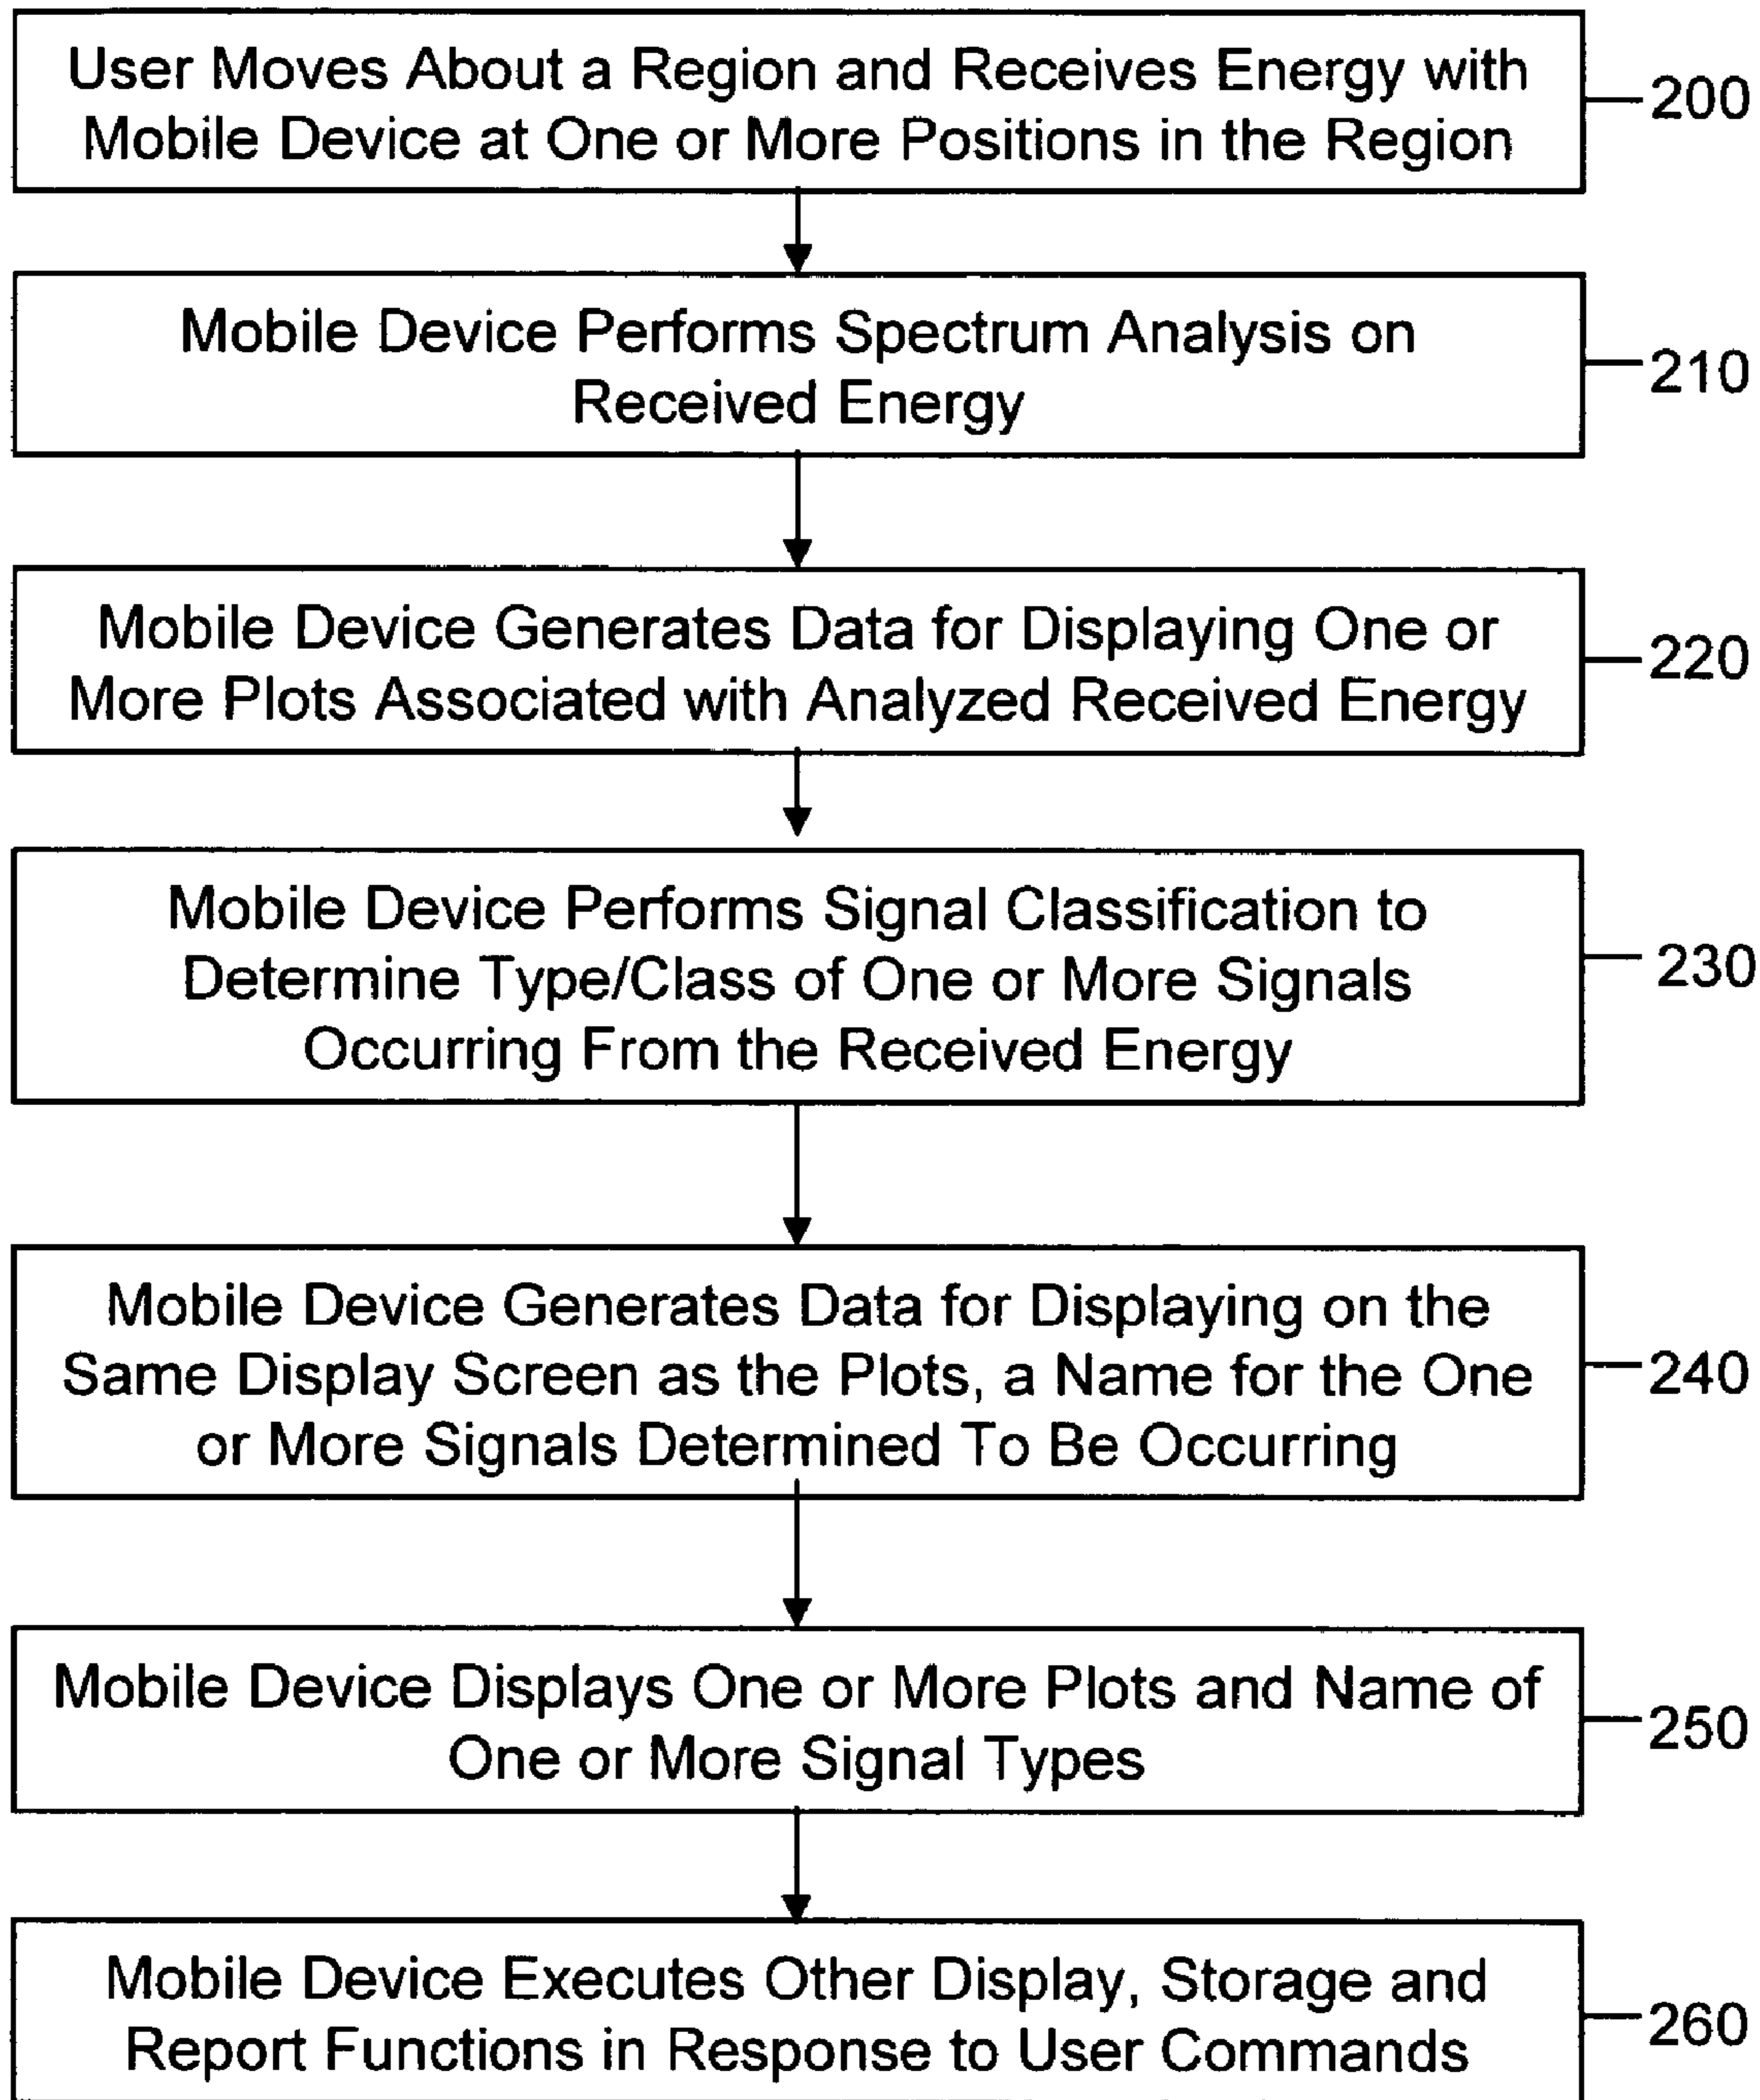 User Moves About a Region and Receives Energy with
Mobile Device at One or More Positions in the Region
200
Mobile Device Performs Spectrum Analysis on
Received Energy
210
Mobile Device Generates Data for Displaying One or
More Plots Associated with Analyzed Received Energy
220
Mobile Device Performs Signal Classification to
Determine Type/Class of One or More Signals
Occurring From the Received Energy
230
Mobile Device Generates Data for Displaying on the
Same Display Screen as the Plots, a Name for the One
or More Signals Determined To Be Occurring
240
Mobile Device Displays One or More Plots and Name of
One or More Signal Types
250
Mobile Device Executes Other Display, Storage and
Report Functions in Response to User Commands
260